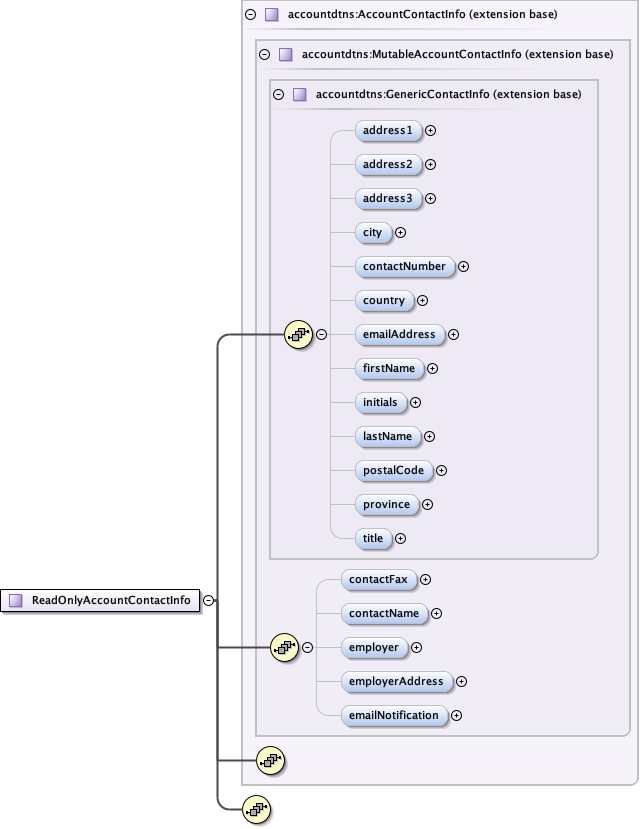 accountdtns:AccountContactInfo (extension base)
accountdtns:MutableAccountContactInfo (extension base)
accountdtns:GenericContactInfo (extension base)
address1
address2
address3
city
contactNumber
country
emailAddress
firstName
initials
lastName
postalCode
province
title
contactFax
ReadOnlyAccountContactInfo
contactName
employer
employerAddress
emailNotification